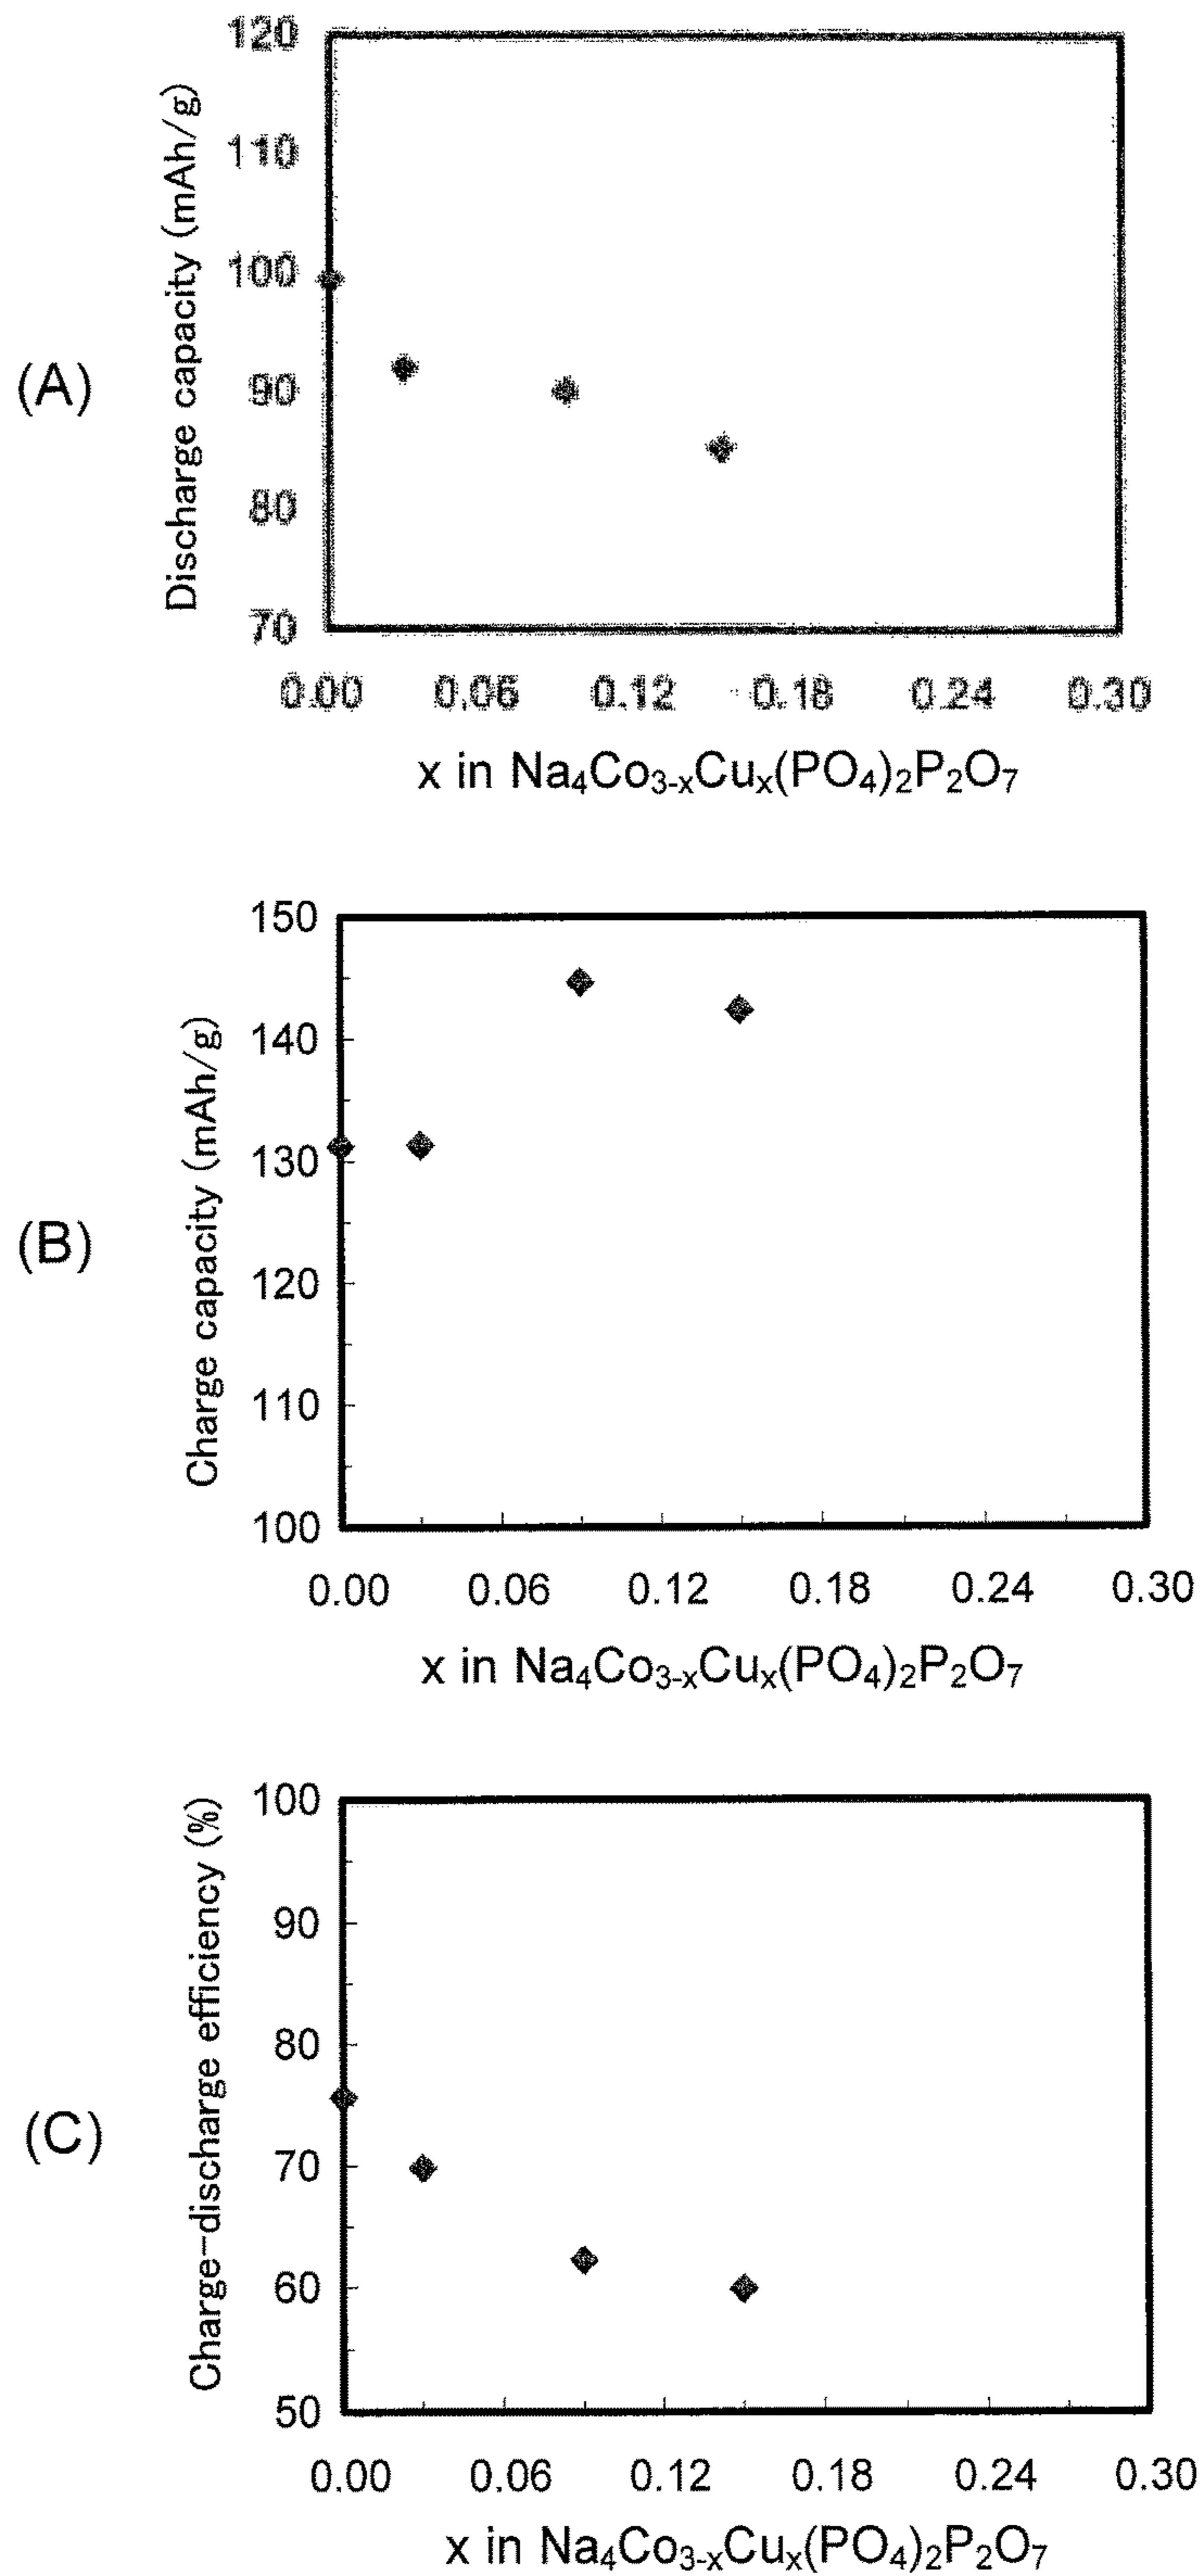 120
110
100
90
80
70
Discharge capacity (mAh/g)
(A)
0.00 0.06 0.12 0.18 0.24 0.30
x in Na₄Co₃₋ₓCuₓ(PO₄)₂P₂O₇
150
140
130
120
110
100
Charge capacity (mAh/g)
(B)
0.00 0.06 0.12 0.18 0.24 0.30
x in Na₄Co₃₋ₓCuₓ(PO₄)₂P₂O₇
100
90
80
70
60
50
Charge-discharge efficiency (%)
(C)
0.00 0.06 0.12 0.18 0.24 0.30
x in Na₄Co₃₋ₓCuₓ(PO₄)₂P₂O₇